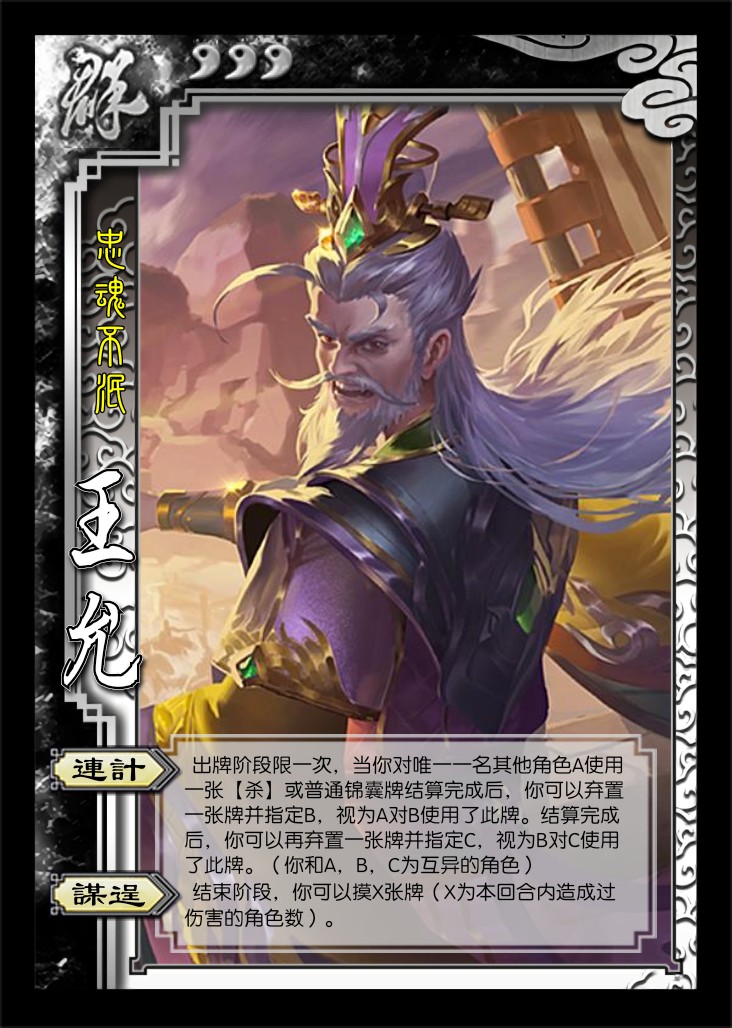 群
忠魂不泯
王允
連計
出牌阶段限一次，当你对唯一一名其他角色A使用
一张【杀】或普通锦囊牌结算完成后，你可以弃置
一张牌并指定B，视为A对B使用了此牌。结算完成
后，你可以再弃置一张牌并指定C，视为B对C使用
了此牌。（你和A，B，C为互异的角色）
謀逞
结束阶段，你可以摸X张牌（X为本回合内造成过
伤害的角色数）。